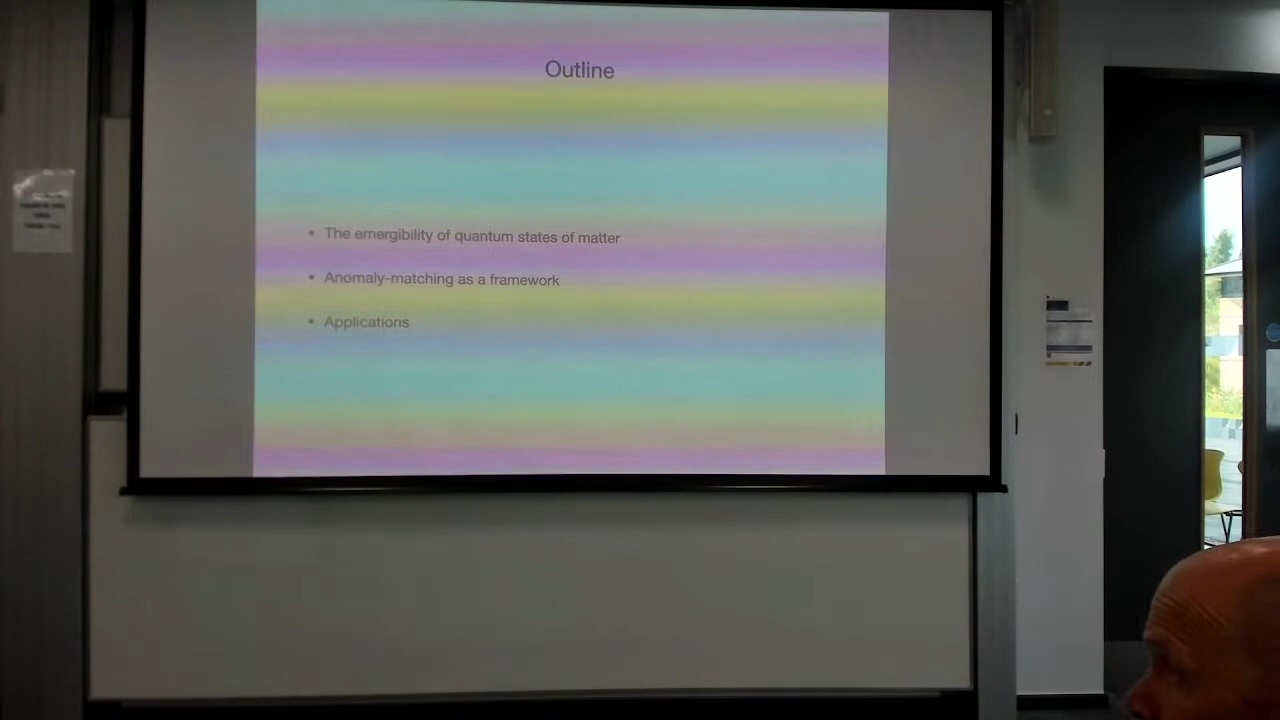 Outline
• The emergibility of quantum states of matter
• Anomaly-matching as a framework
• Applications